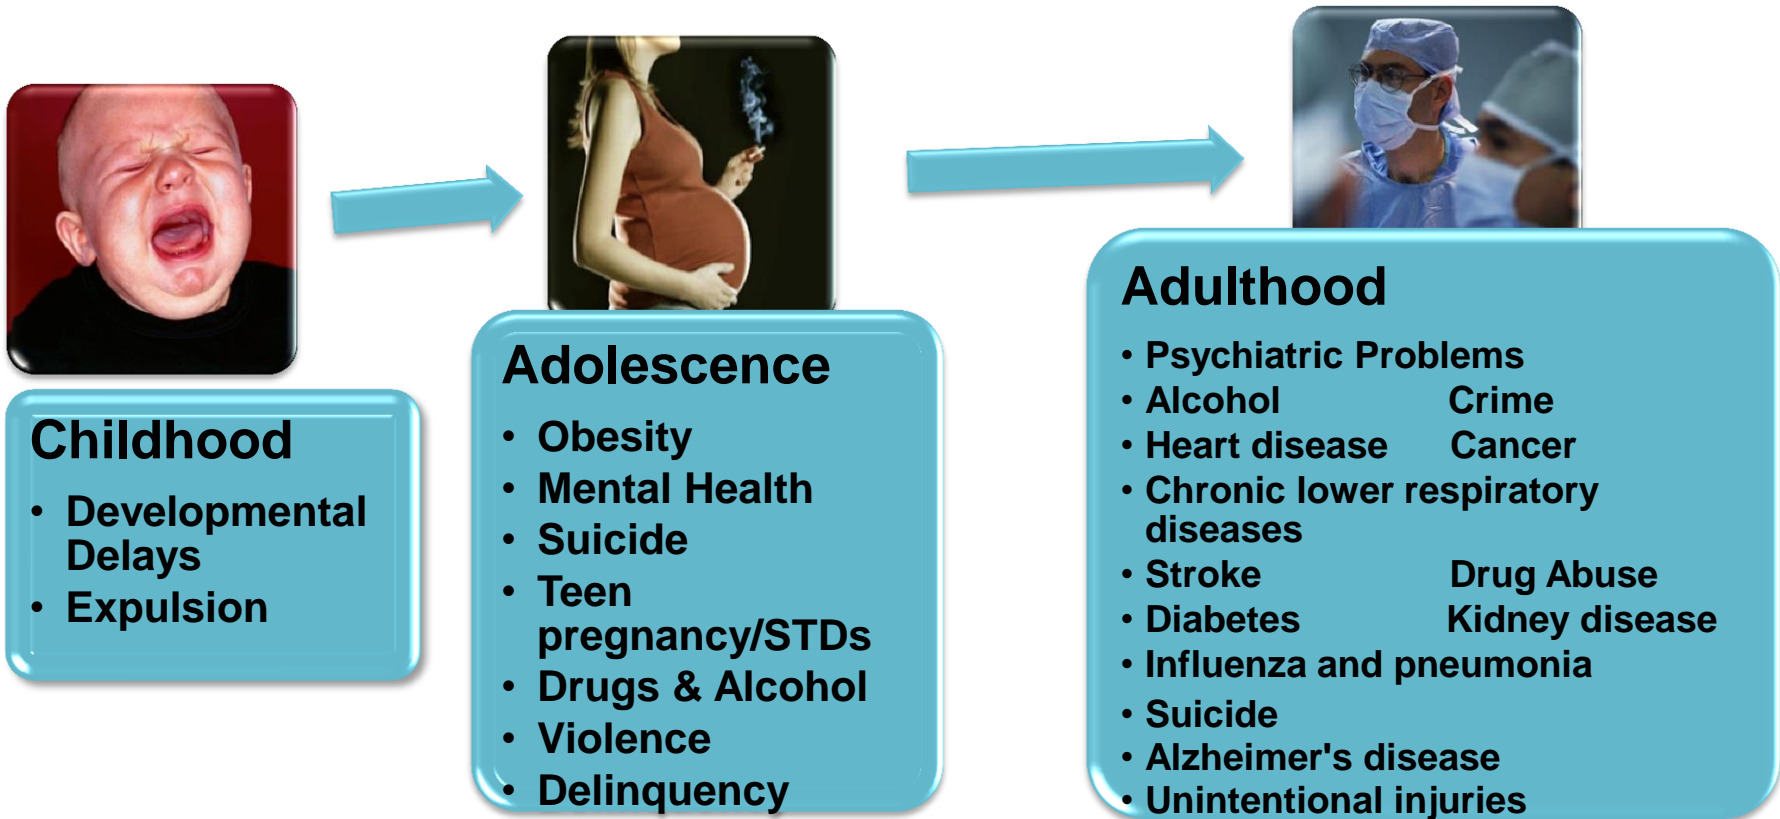 Childhood
• Developmental
Delays
• Expulsion
Adolescence
• Obesity
• Mental Health
• Suicide
• Teen
pregnancy/STDs
• Drugs & Alcohol
• Violence
• Delinquency
Adulthood
• Psychiatric Problems
• Alcohol Crime
• Heart disease Cancer
• Chronic lower respiratory
diseases
• Stroke Drug Abuse
• Diabetes Kidney disease
• Influenza and pneumonia
• Suicide
• Alzheimer's disease
• Unintentional injuries